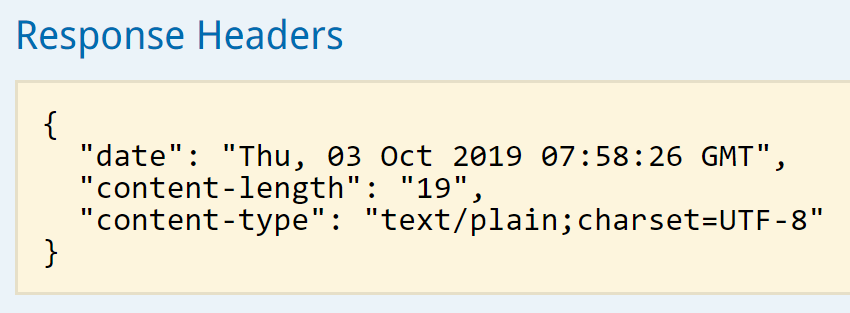 Response Headers
{
"date": "Thu, 03 Oct 2019 07:58:26 GMT",
"content-length": "19",
"content-type": "text/plain;charset=UTF-8"
}